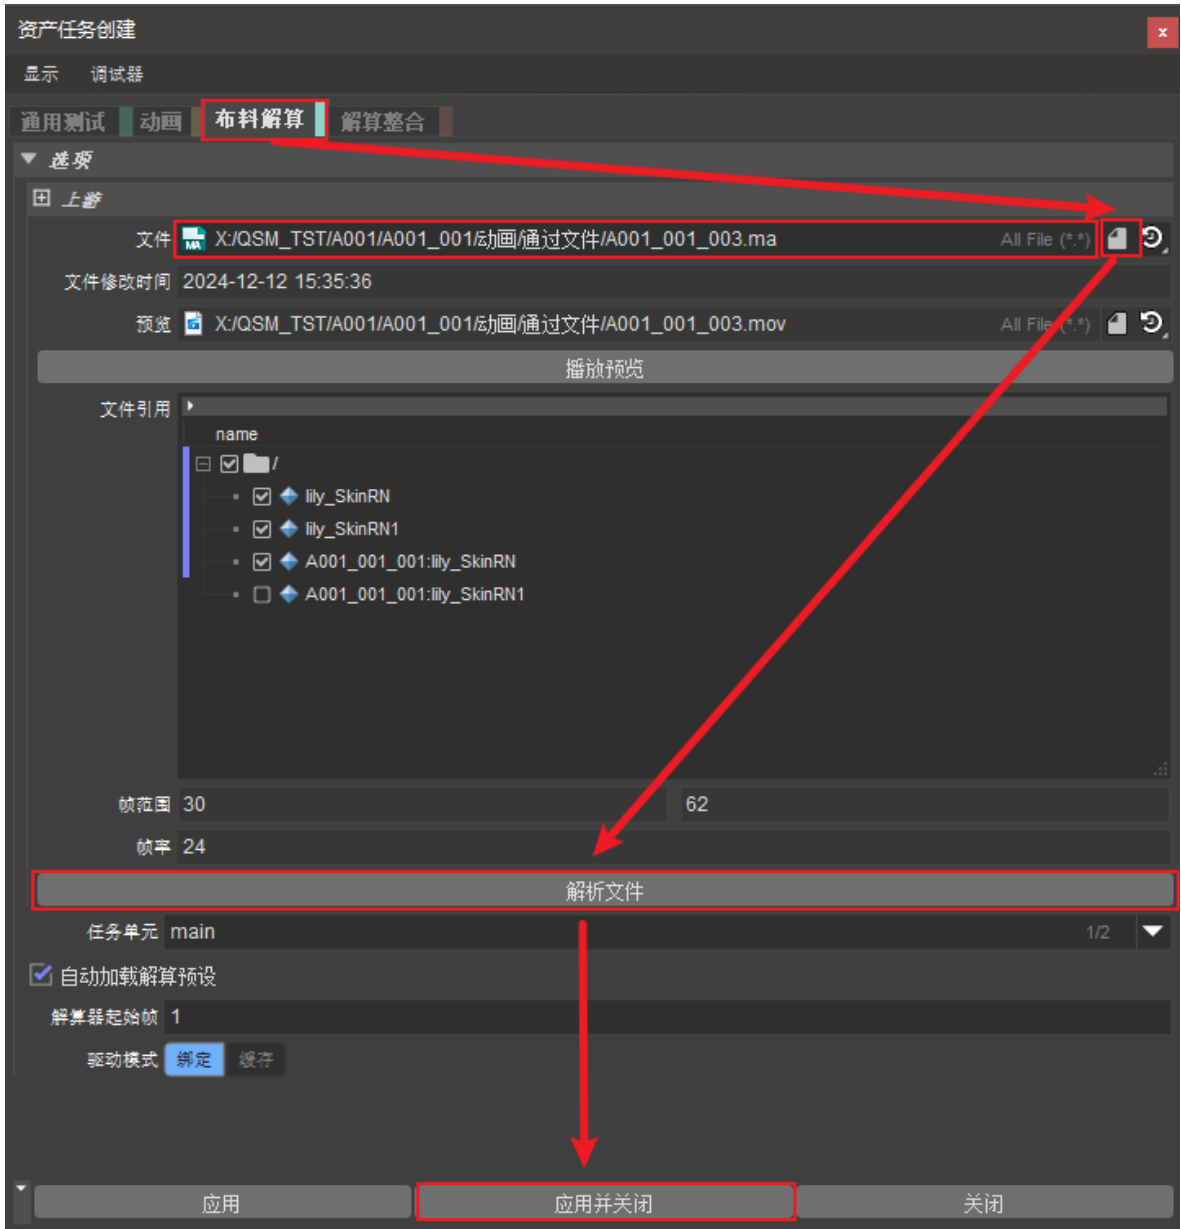 资产任务创建
x
显示 调试器
通用测试 动画 布料解算 解算整合
选项
上游
文件 MA X:/QSM_TST/A001/A001_001/动画/通过文件/A001_001_003.ma All File (*.*)
文件修改时间 2024-12-12 15:35:36
预览 X:/QSM_TST/A001/A001_001/动画/通过文件/A001_001_003.mov All File (*.*)
播放预览
文件引用
name
/
lily_SkinRN
lily_SkinRN1
A001_001_001:lily_SkinRN
A001_001_001:lily_SkinRN1
帧范围 30 62
帧率 24
解析文件
任务单元 main 1/2
自动加载解算预设
解算器起始帧 1
驱动模式 绑定 缓存
应用 应用并关闭 关闭